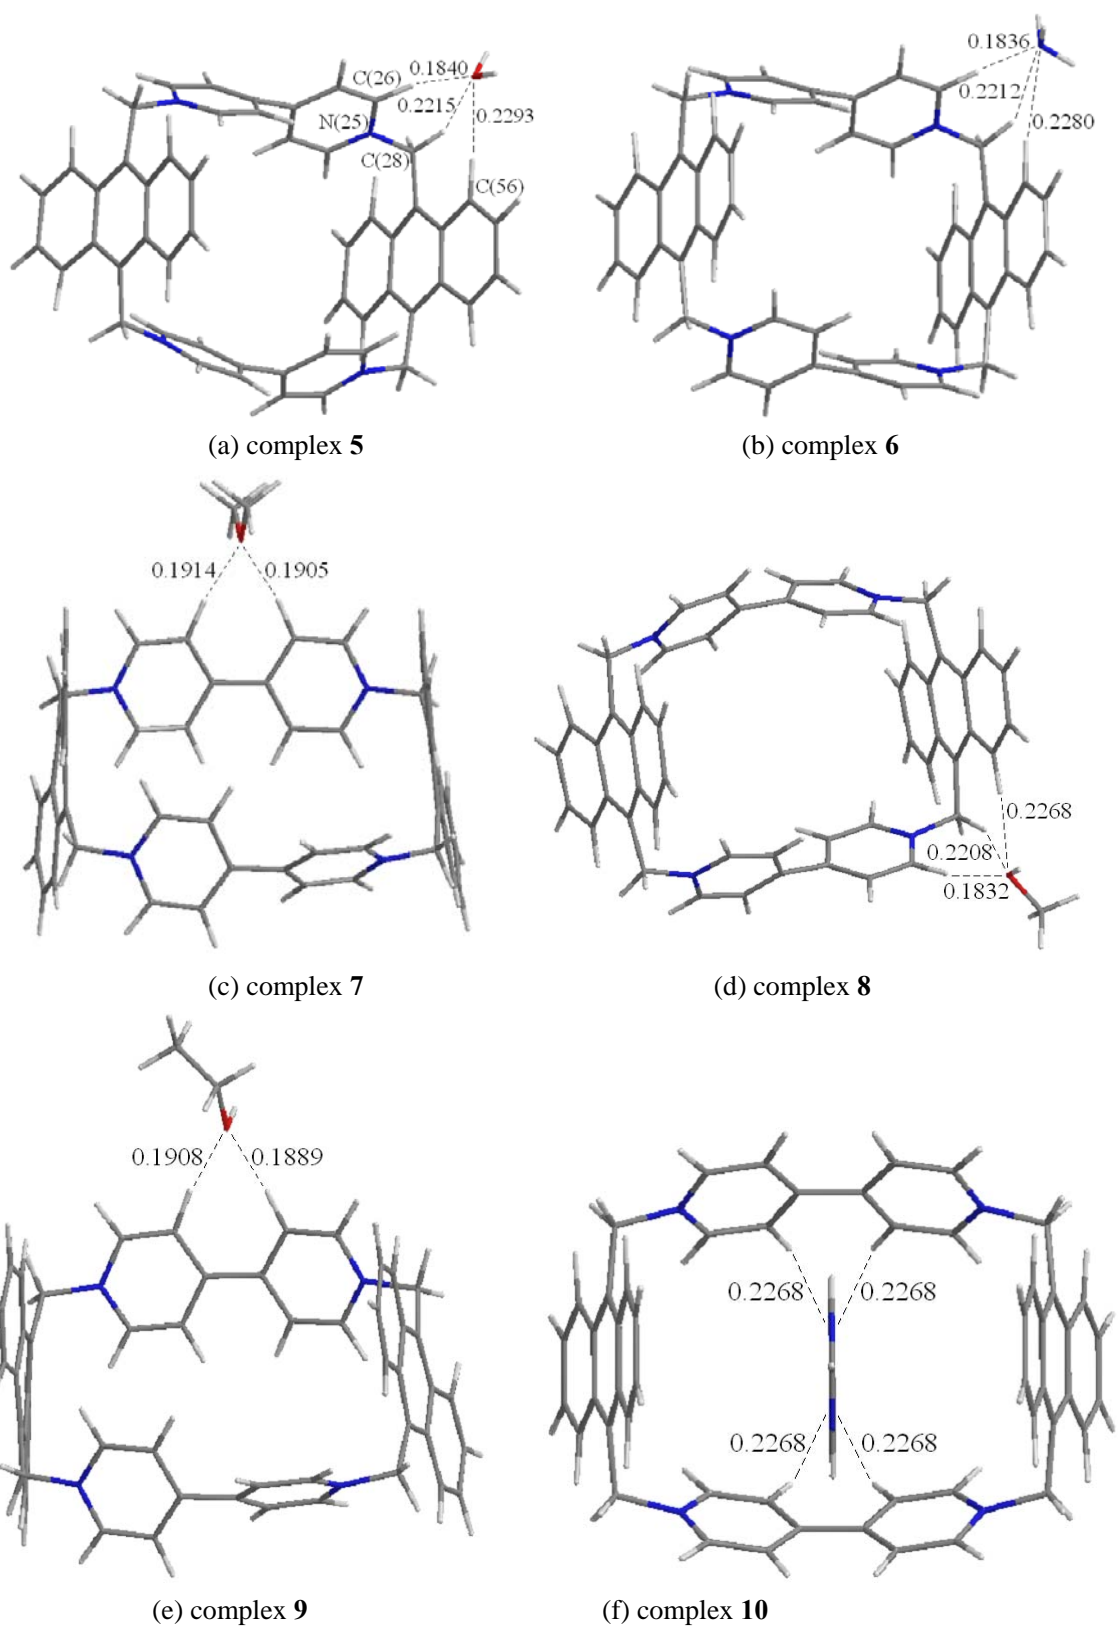 C(26) 0.1840
0.2215
N(25) 0.2293
C(28)
C(56)
0.1836
0.2212
0.2280
(a) complex 5
(b) complex 6
0.1914 0.1905
0.2268
0.2208
0.1832
(c) complex 7
(d) complex 8
0.1908 0.1889
0.2268 0.2268
0.2268 0.2268
(e) complex 9
(f) complex 10